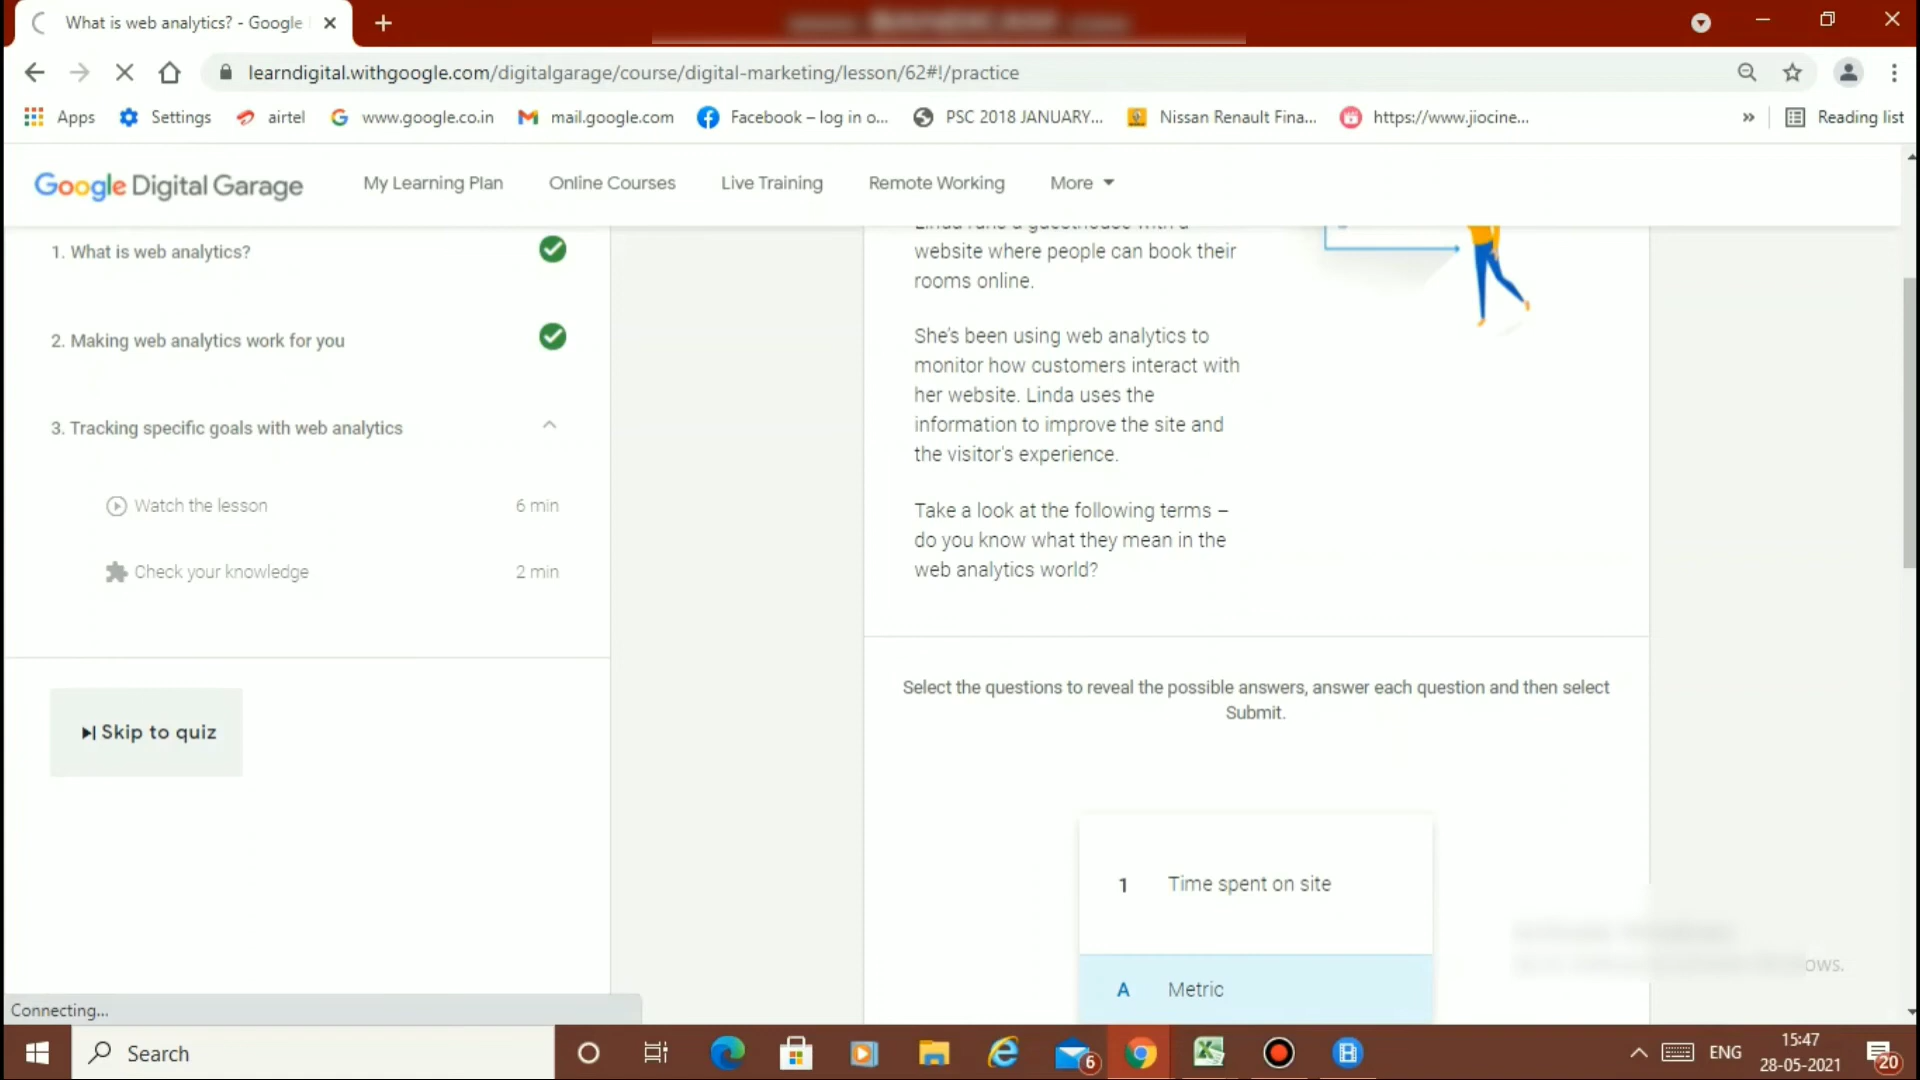 What is web analytics? - Google
learndigital.withgoogle.com/digitalgarage/course/digital-marketing/lesson/62#!/practice
Apps Settings airtel www.google.co.in mail.google.com Facebook – log in o... PSC 2018 JANUARY... Nissan Renault Fina... https://www.jiocine... » Reading list
Google Digital Garage My Learning Plan Online Courses Live Training Remote Working More
1. What is web analytics?
2. Making web analytics work for you
3. Tracking specific goals with web analytics
Watch the lesson 6 min
Check your knowledge 2 min
Skip to quiz
Linda runs a guesthouse with a
website where people can book their
rooms online.
She's been using web analytics to
monitor how customers interact with
her website. Linda uses the
information to improve the site and
the visitor's experience.
Take a look at the following terms –
do you know what they mean in the
web analytics world?
Select the questions to reveal the possible answers, answer each question and then select
Submit.
1 Time spent on site
A Metric
ows.
Connecting...
Search
6
ENG
15:47
28-05-2021
20